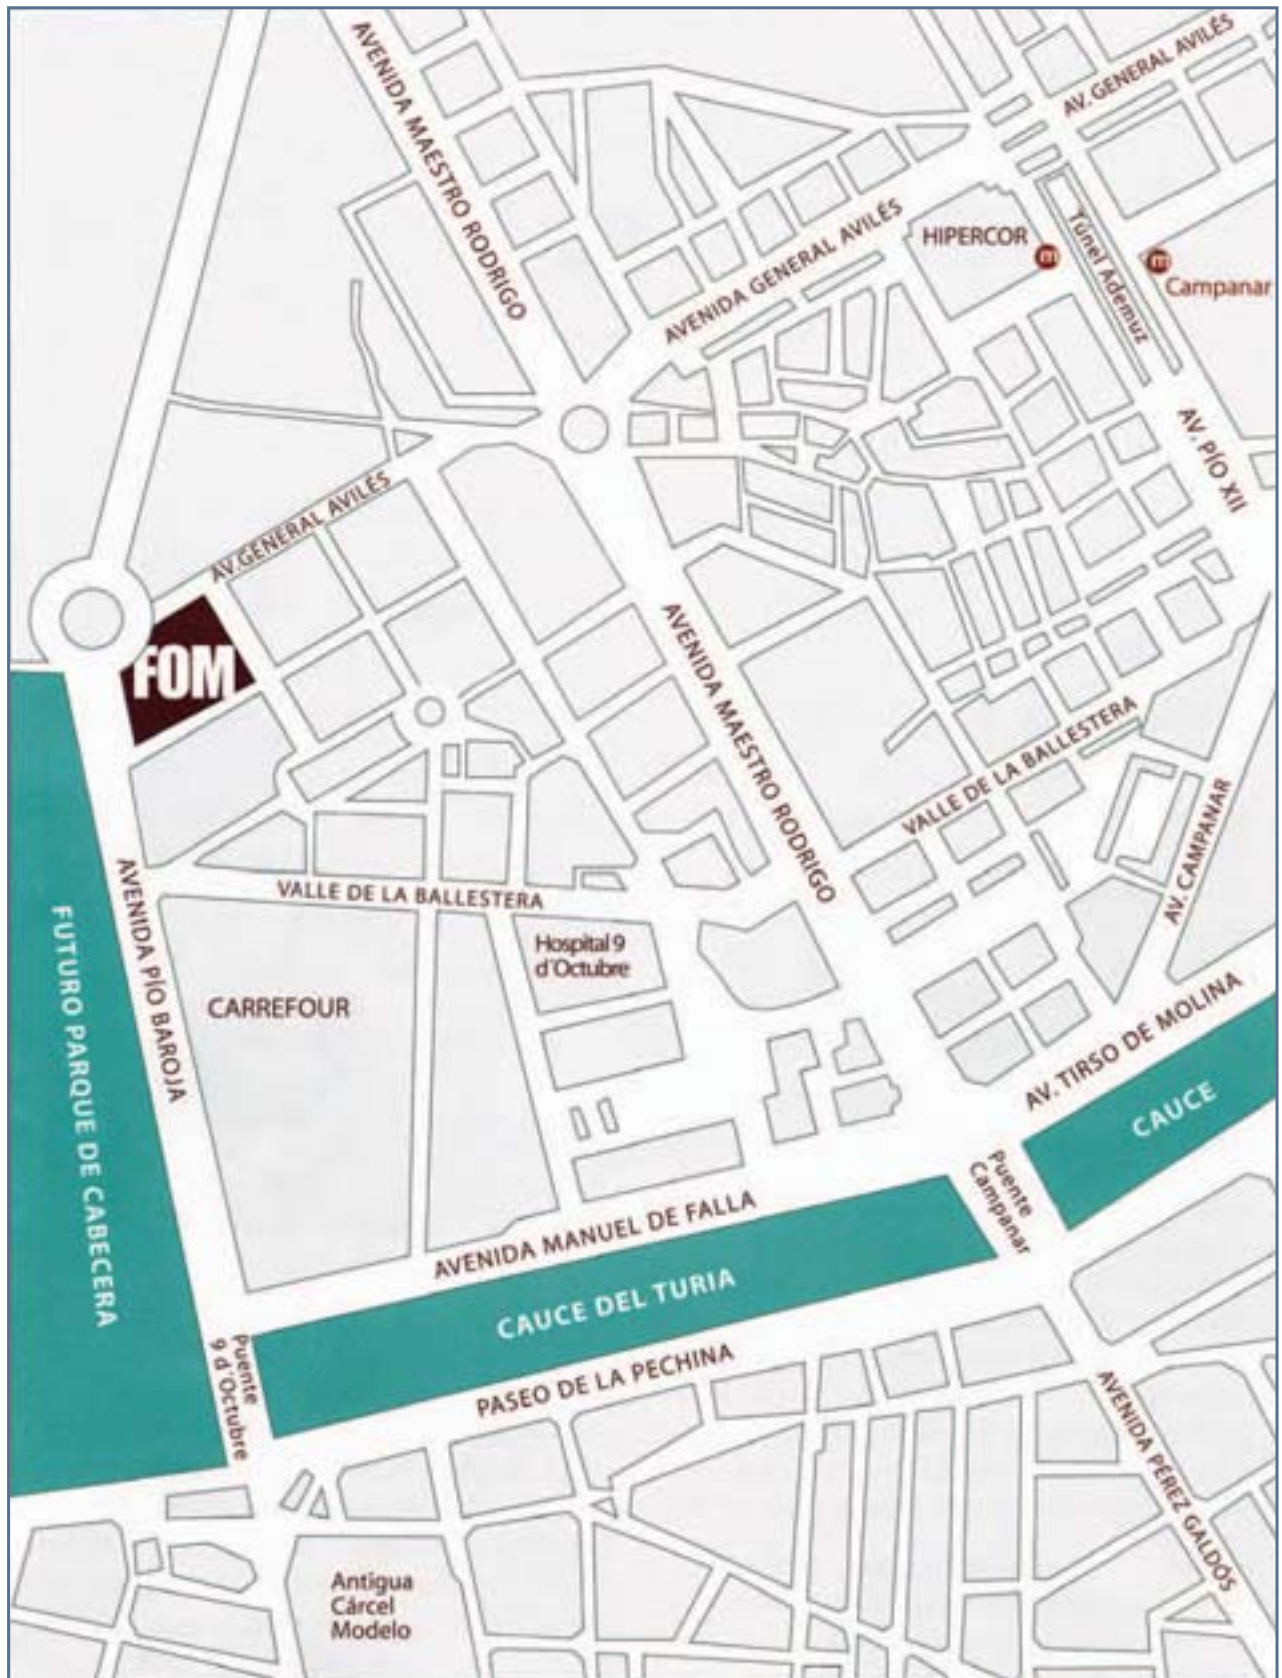 AV. GENERAL AVILÉS
AVENIDA MAESTRO RODRIGO
AVENIDA GENERAL AVILÉS
HIPERCOR
m
Túnel Ademuz
m
Campanar
AV. PÍO XII
AV. GENERAL AVILÉS
FOM
AVENIDA MAESTRO RODRIGO
VALLE DE LA BALLESTERA
AV. CAMPANAR
VALLE DE LA BALLESTERA
AVENIDA PÍO BAROJA
FUTURO PARQUE DE CABECERA
Hospital 9
d´Octubre
CARREFOUR
AV. TIRSO DE MOLINA
CAUCE
Puente
Campanar
AVENIDA MANUEL DE FALLA
CAUCE DEL TURIA
Puente
9 d´Octubre
PASEO DE LA PECHINA
AVENIDA PÉREZ GALDÓS
Antigua
Cárcel
Modelo